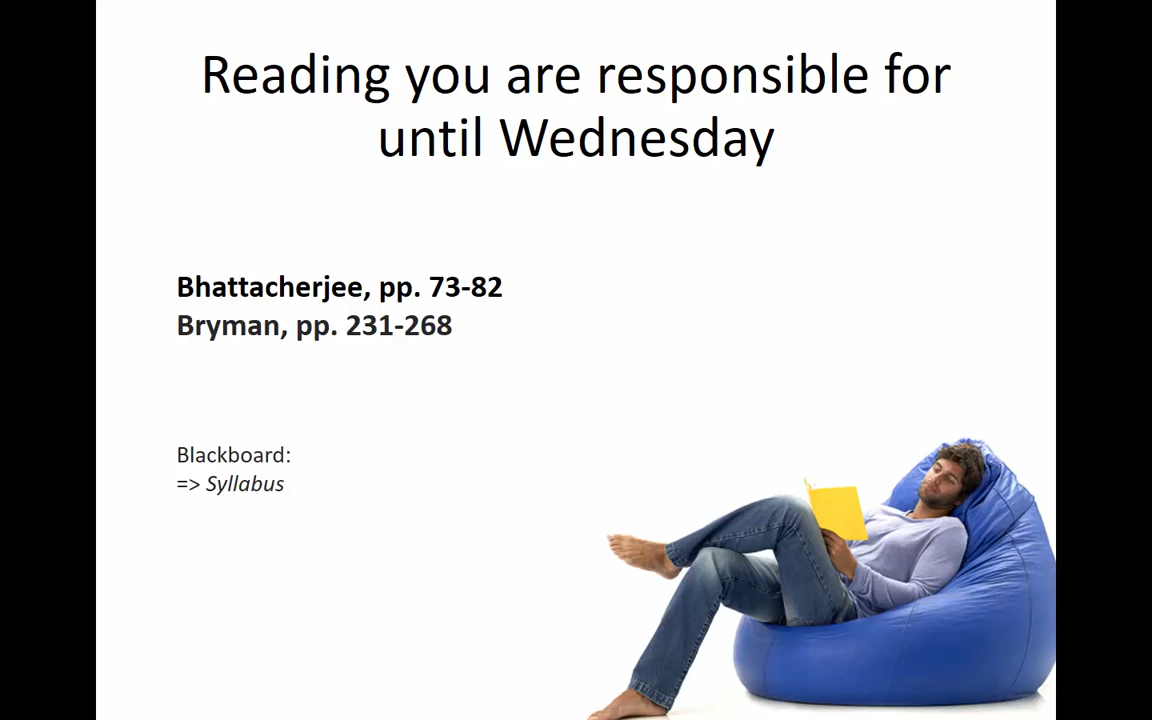 Reading you are responsible for
until Wednesday
Bhattacherjee, pp. 73-82
Bryman, pp. 231-268
Blackboard:
=> Syllabus